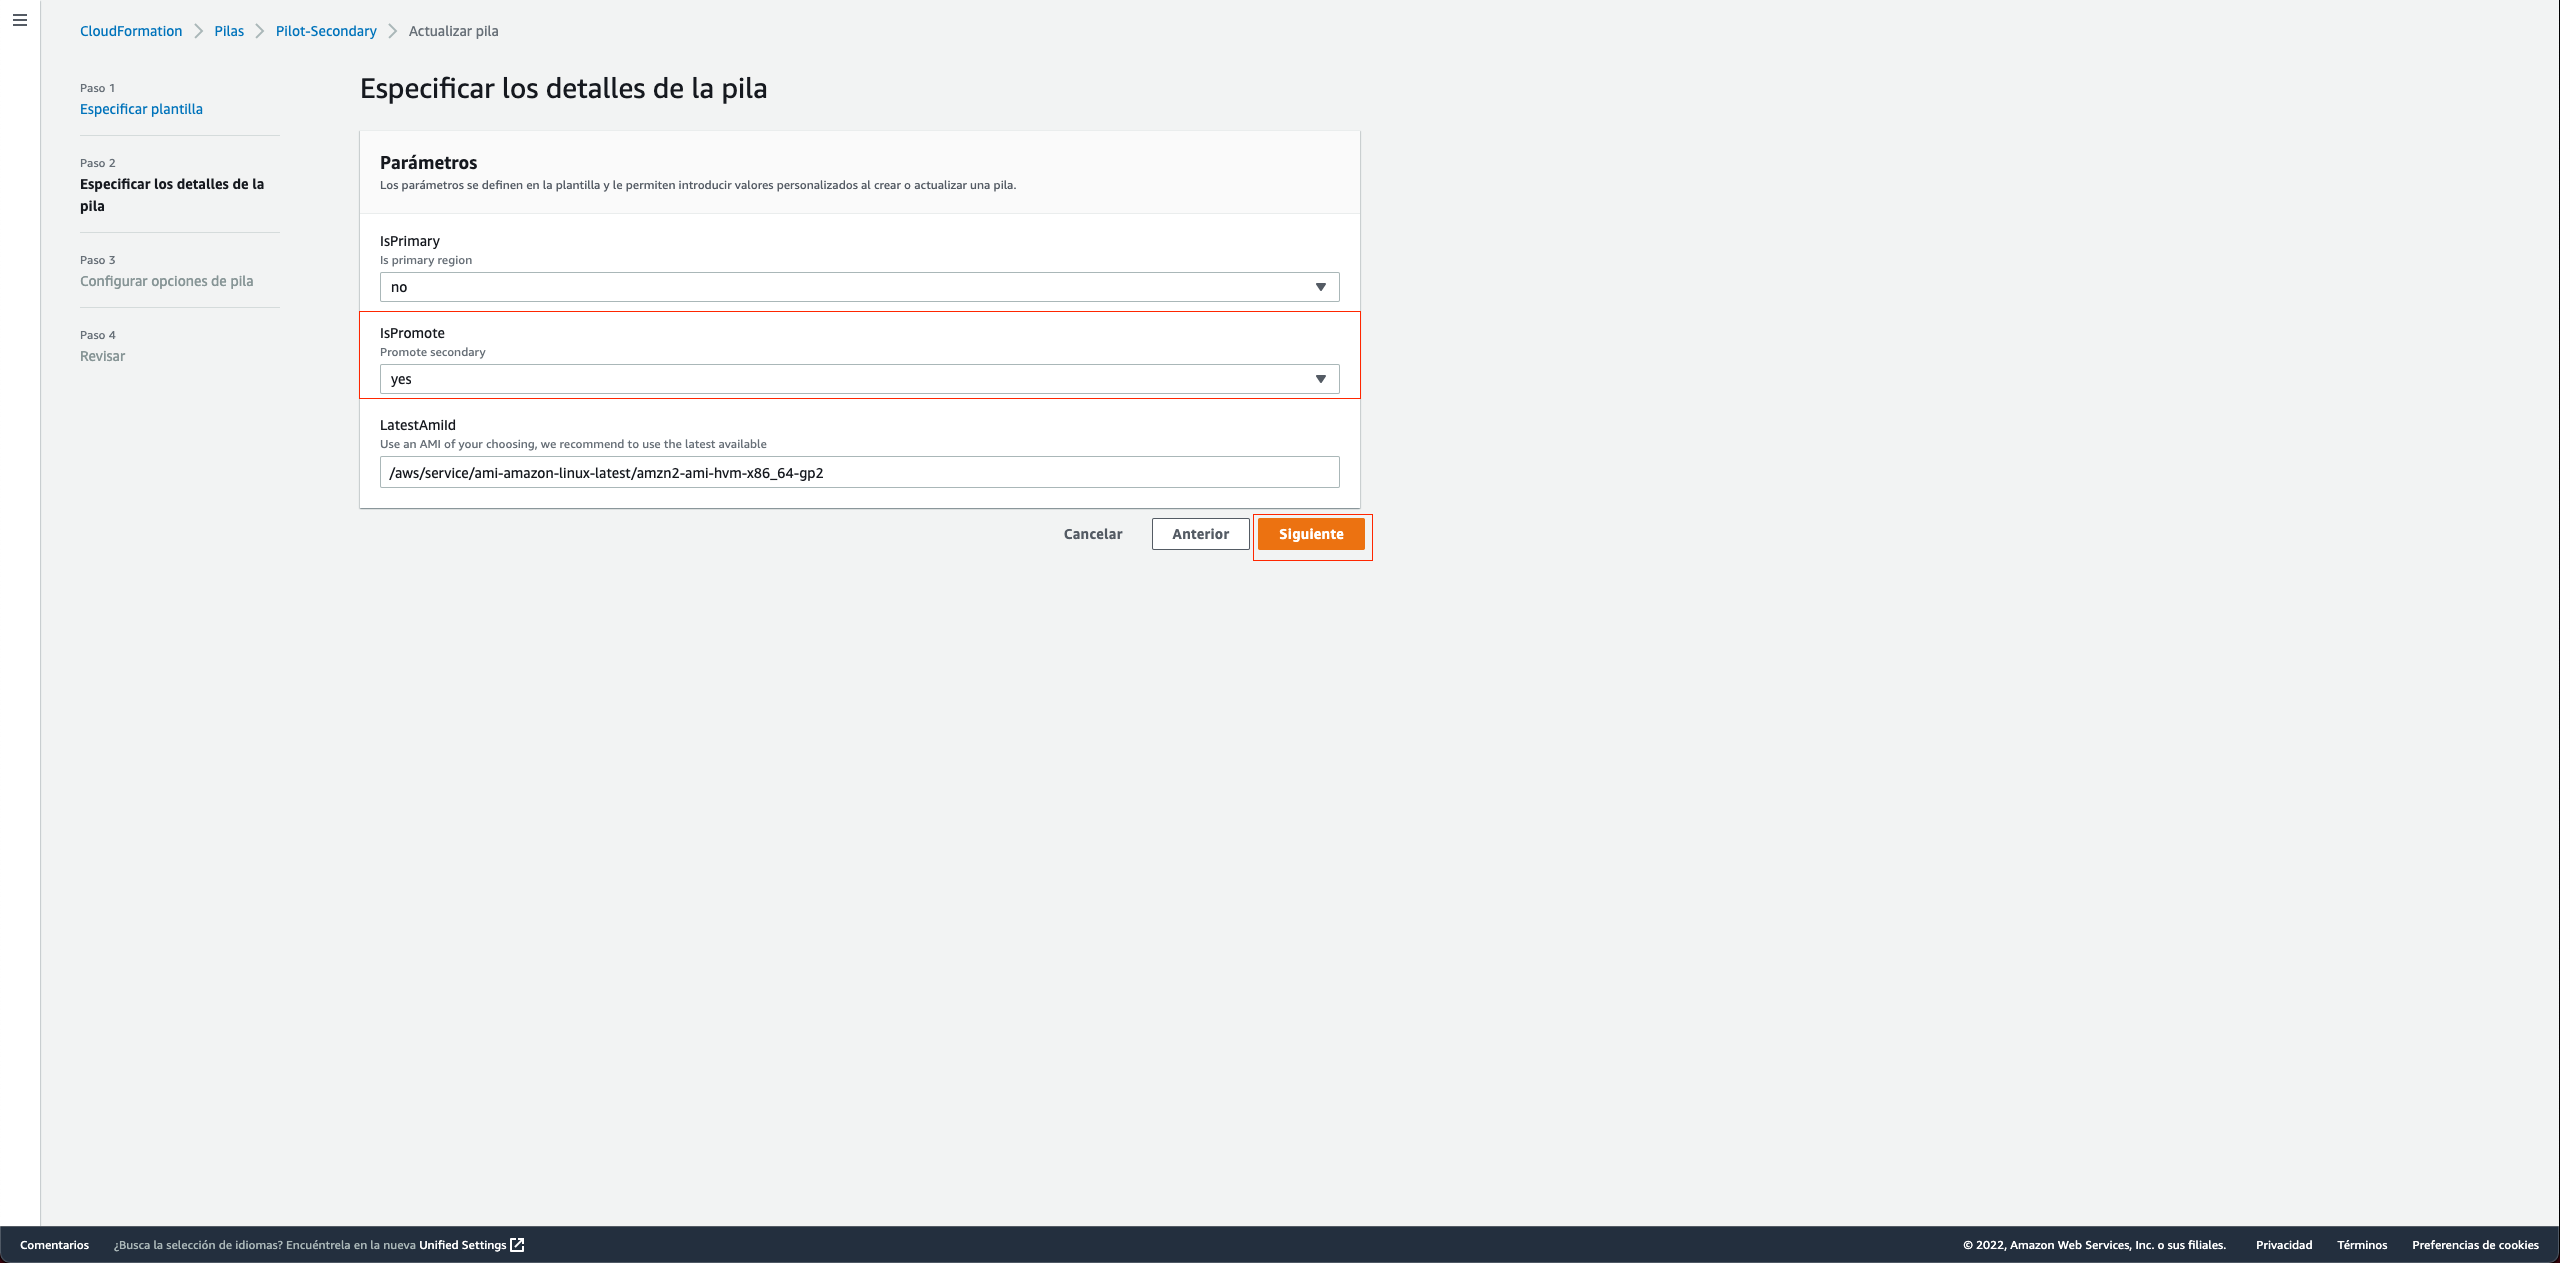 CloudFormation > Pilas > Pilot-Secondary > Actualizar pila
Paso 1
Especificar plantilla
Paso 2
Especificar los detalles de la
pila
Paso 3
Configurar opciones de pila
Paso 4
Revisar
Especificar los detalles de la pila
Parámetros
Los parámetros se definen en la plantilla y le permiten introducir valores personalizados al crear o actualizar una pila.
IsPrimary
Is primary region
no
IsPromote
Promote secondary
yes
LatestAmiId
Use an AMI of your choosing, we recommend to use the latest available
/aws/service/ami-amazon-linux-latest/amzn2-ami-hvm-x86_64-gp2
Cancelar Anterior Siguiente
Comentarios ¿Busca la selección de idiomas? Encuéntrela en la nueva Unified Settings © 2022, Amazon Web Services, Inc. o sus filiales. Privacidad Términos Preferencias de cookies